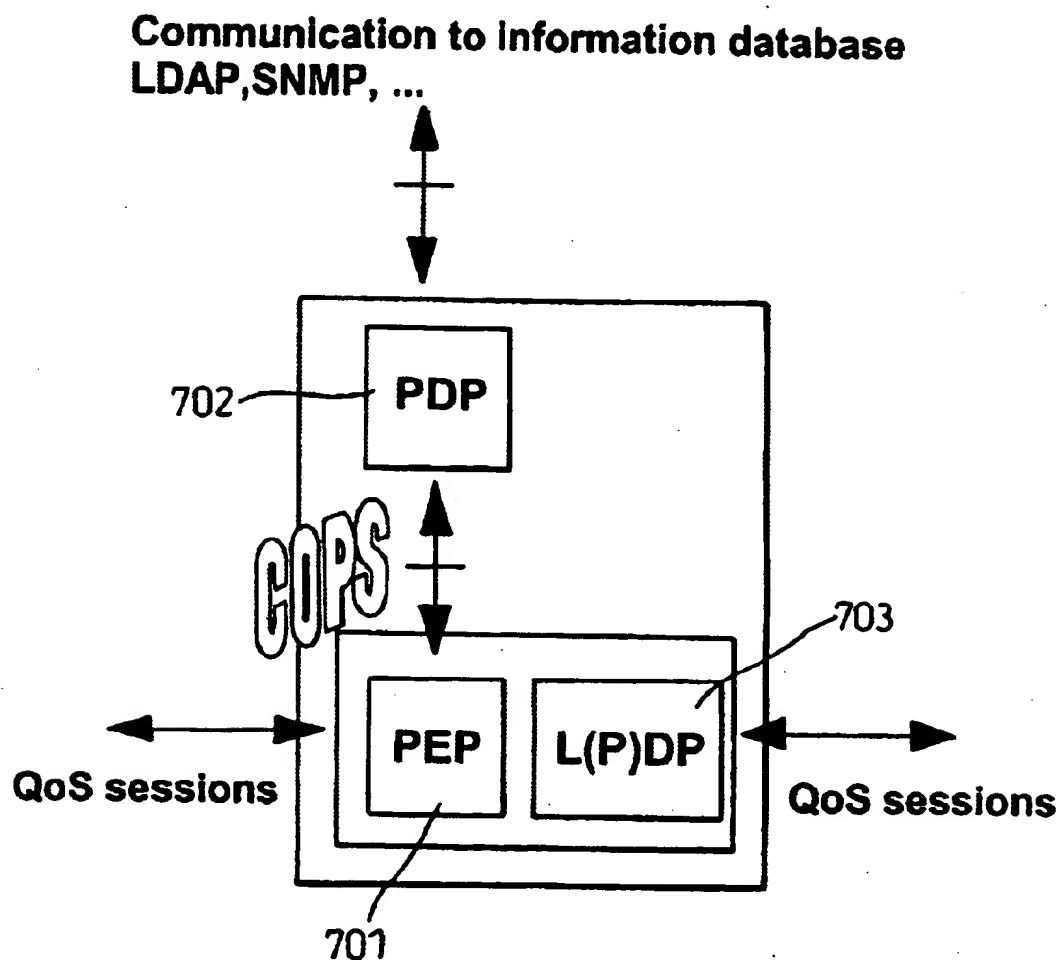 Communication to information database
LDAP,SNMP, ...
702
PDP
COPS
703
PEP
L(P)DP
QoS sessions
QoS sessions
701